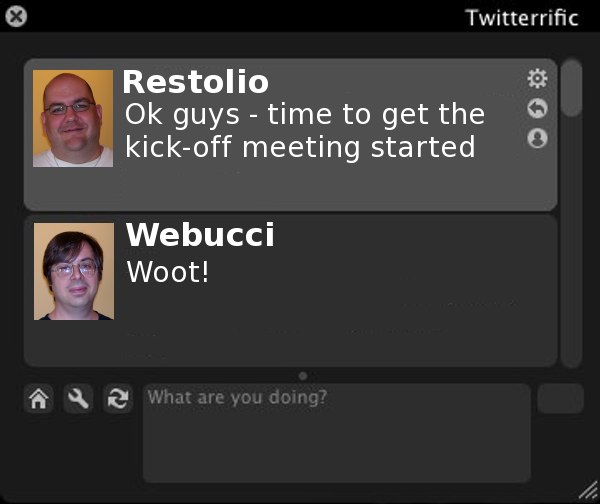 Twitterrific
Restolio
Ok guys - time to get the
kick-off meeting started
Webucci
Woot!
What are you doing?